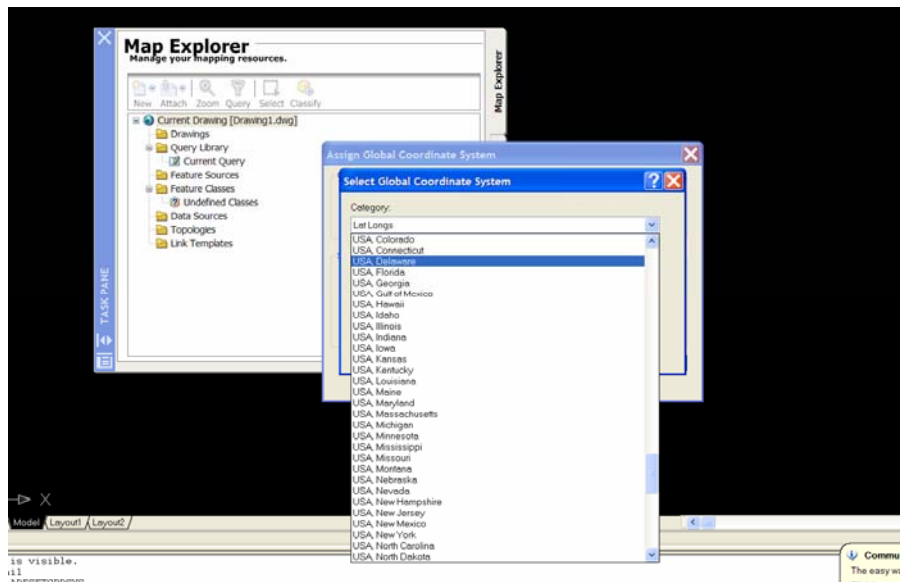 Map Explorer
Manage your mapping resources.
New Attach Zoom Query Select Classify
Current Drawing [Drawing1.dwg]
Drawings
Query Library
Current Query
Feature Sources
Feature Classes
Undefined Classes
Data Sources
Topologies
Link Templates
TASK PANE
Map Explorer
Assign Global Coordinate System
Select Global Coordinate System
Category:
Lat Longs
USA, Colorado
USA, Connecticut
USA, Delaware
USA, Florida
USA, Georgia
USA, Gulf of Mexico
USA, Hawaii
USA, Idaho
USA, Illinois
USA, Indiana
USA, Iowa
USA, Kansas
USA, Kentucky
USA, Louisiana
USA, Maine
USA, Maryland
USA, Massachusetts
USA, Michigan
USA, Minnesota
USA, Mississippi
USA, Missouri
USA, Montana
USA, Nebraska
USA, Nevada
USA, New Hampshire
USA, New Jersey
USA, New Mexico
USA, New York
USA, North Carolina
USA, North Dakota
X
Model Layout1 Layout2
is visible.
Commu
The easy wa